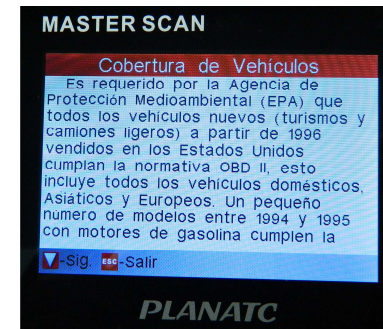 MASTER SCAN
Cobertura de Vehículos
Es requerido por la Agencia de
Protección Medioambiental (EPA) que
todos los vehículos nuevos (turismos y
camiones ligeros) a partir de 1996
vendidos en los Estados Unidos
cumplan la normativa OBD II, esto
incluye todos los vehículos domésticos,
Asiáticos y Europeos. Un pequeño
numero de modelos entre 1994 y 1995
con motores de gasolina cumplen la
-Sig. ESC -Salir
PLANATC